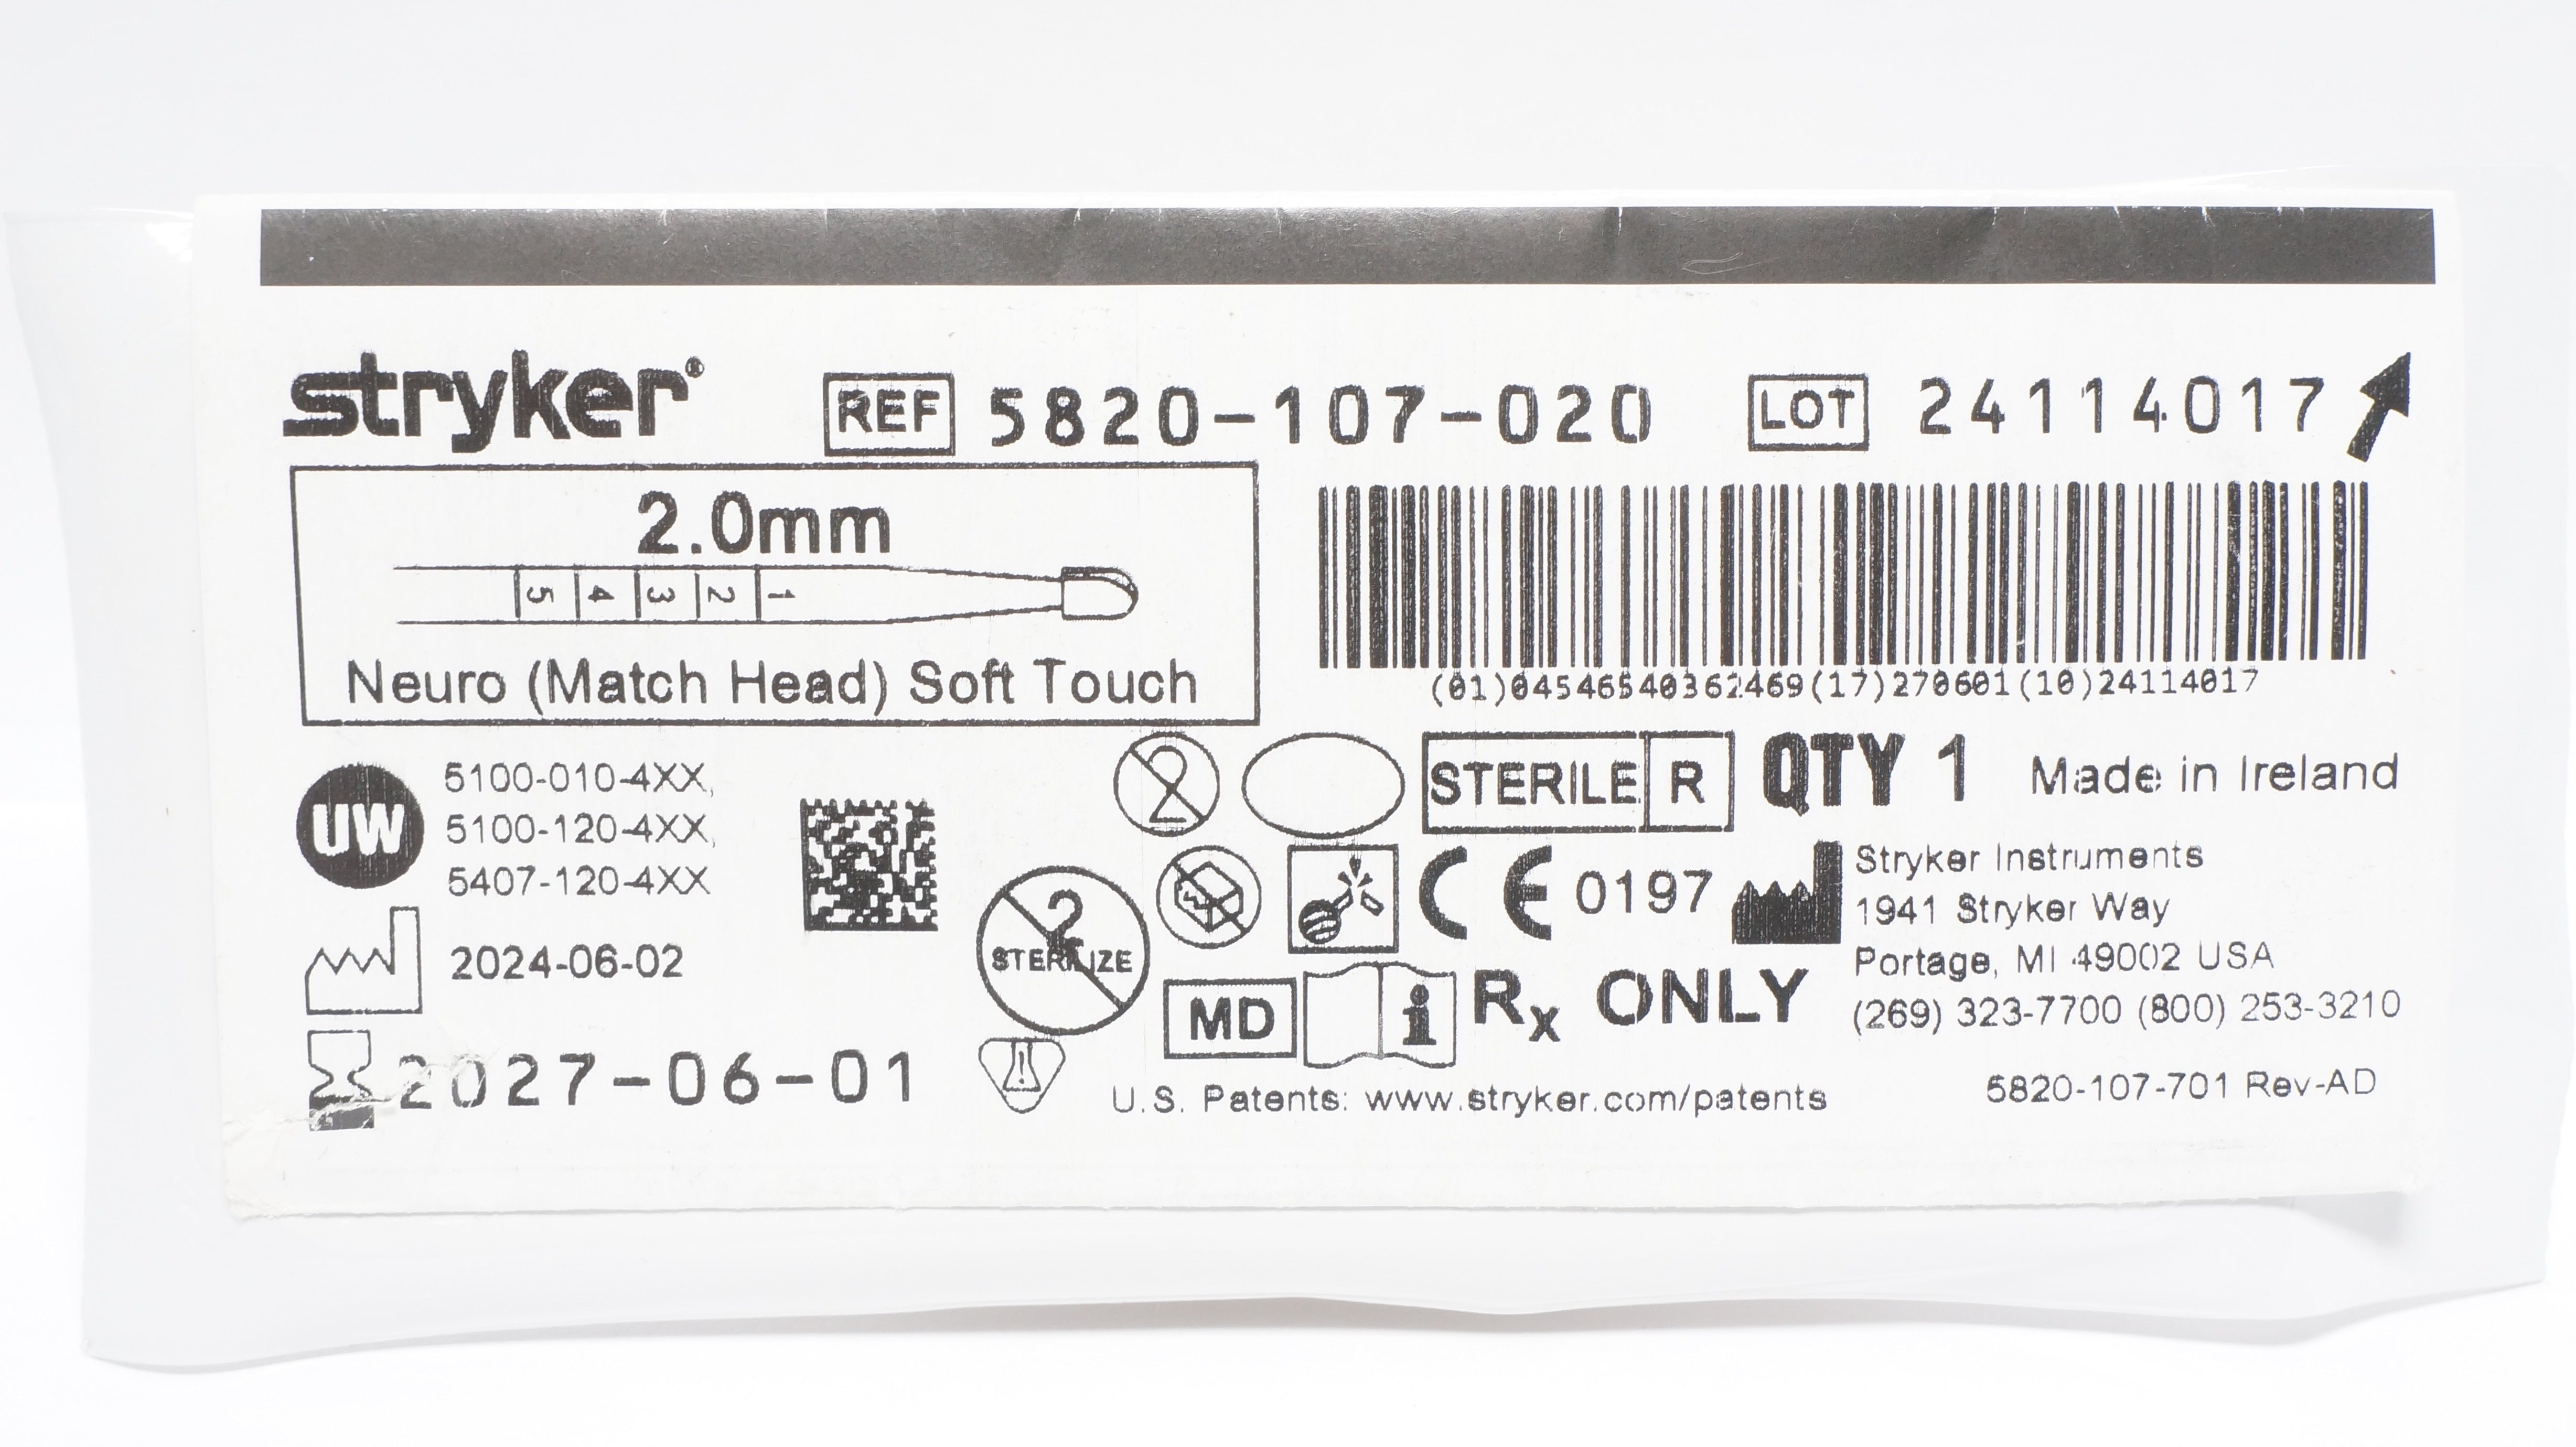 stryker®
REF 5820-107-020
LOT 24114017
2.0mm
5 4 3 2 1
Neuro (Match Head) Soft Touch
(01)04546540362469(17)270601(10)24114017
UW
5100-010-4XX,
5100-120-4XX,
5407-120-4XX
2024-06-02
2027-06-01
2
STERILE R
QTY 1
Made in Ireland
2
STERILIZE
CE 0197
Stryker Instruments
1941 Stryker Way
Portage, MI 49002 USA
(269) 323-7700 (800) 253-3210
MD
i
Rx ONLY
U.S. Patents: www.stryker.com/patents
5820-107-701 Rev-AD